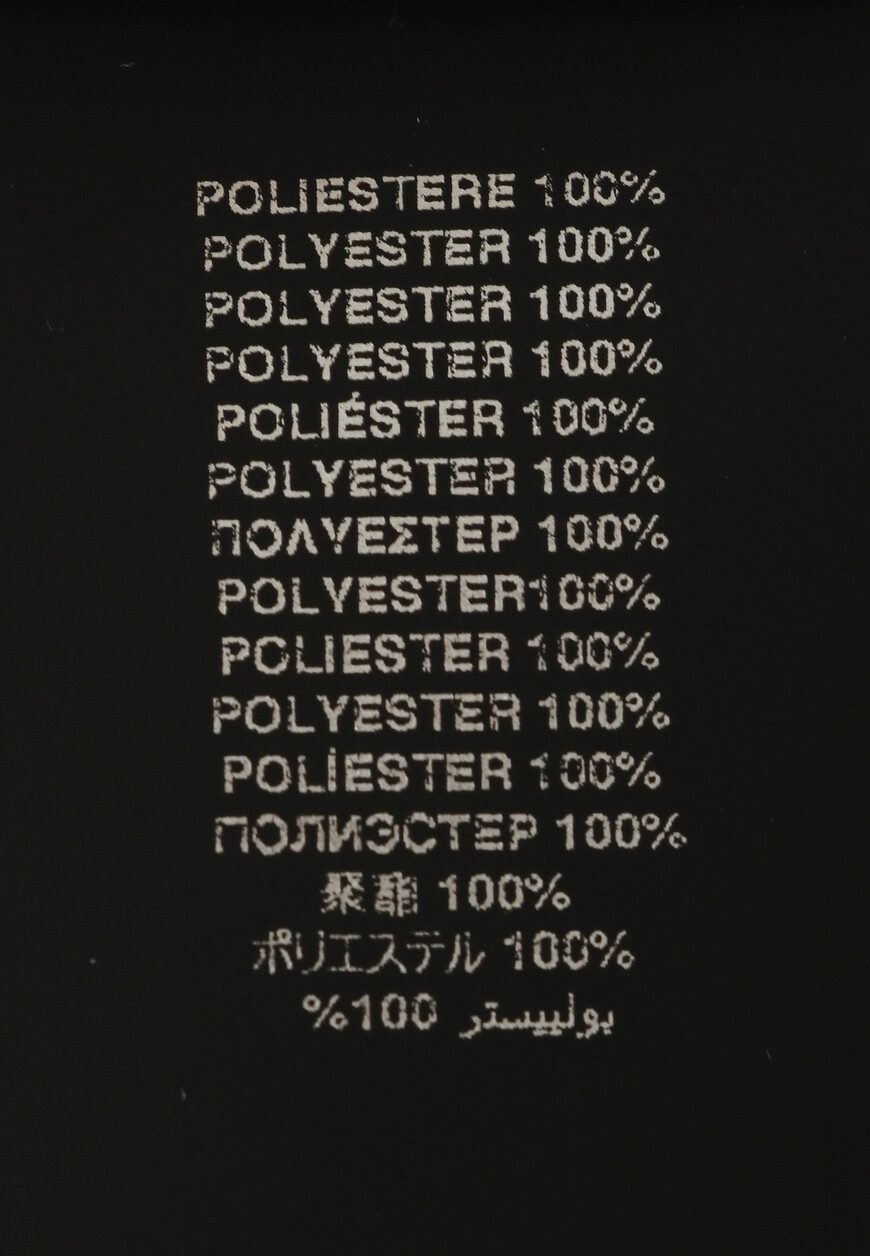 POLIESTERE 100%
POLYESTER 100%
POLYESTER 100%
POLYESTER 100%
POLIÉSTER 100%
POLYESTER 100%
ΠΟΛΥΕΣΤΕΡ 100%
POLYESTER100%
POLIESTER 100%
POLYESTER 100%
POLİESTER 100%
ПОЛИЭСТЕР 100%
聚酯 100%
ポリエステル 100%
بولييستر 100%